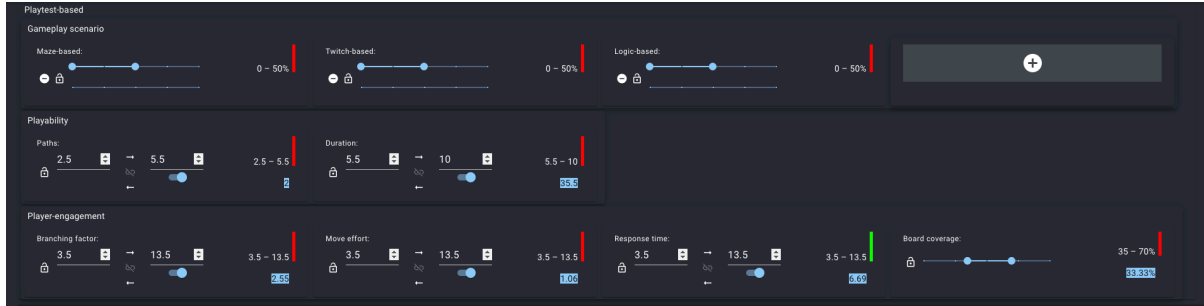 Playtest-based
Gameplay scenario
Maze-based:
0 – 50%
Twitch-based:
0 – 50%
Logic-based:
0 – 50%
Playability
Paths:
2.5 → 5.5
2.5 – 5.5
2
←
Duration:
5.5 → 10
5.5 – 10
35.5
←
Player-engagement
Branching factor:
3.5 → 13.5
3.5 – 13.5
2.55
←
Move effort:
3.5 → 13.5
3.5 – 13.5
1.06
←
Response time:
3.5 → 13.5
3.5 – 13.5
6.69
←
Board coverage:
35 – 70%
33.33%